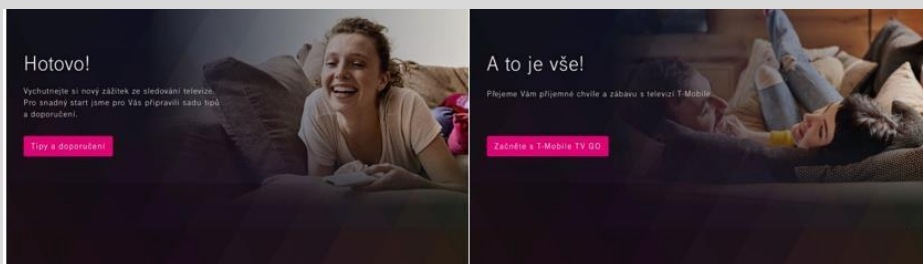 Hotovo!
Vychutnejte si nový zážitek ze sledování televize.
Pro snadný start jsme pro Vás připravili sadu tipů
a doporučení.
Tipy a doporučení
A to je vše!
Přejeme Vám příjemné chvíle a zábavu s televizí T-Mobile.
Začněte s T-Mobile TV GO